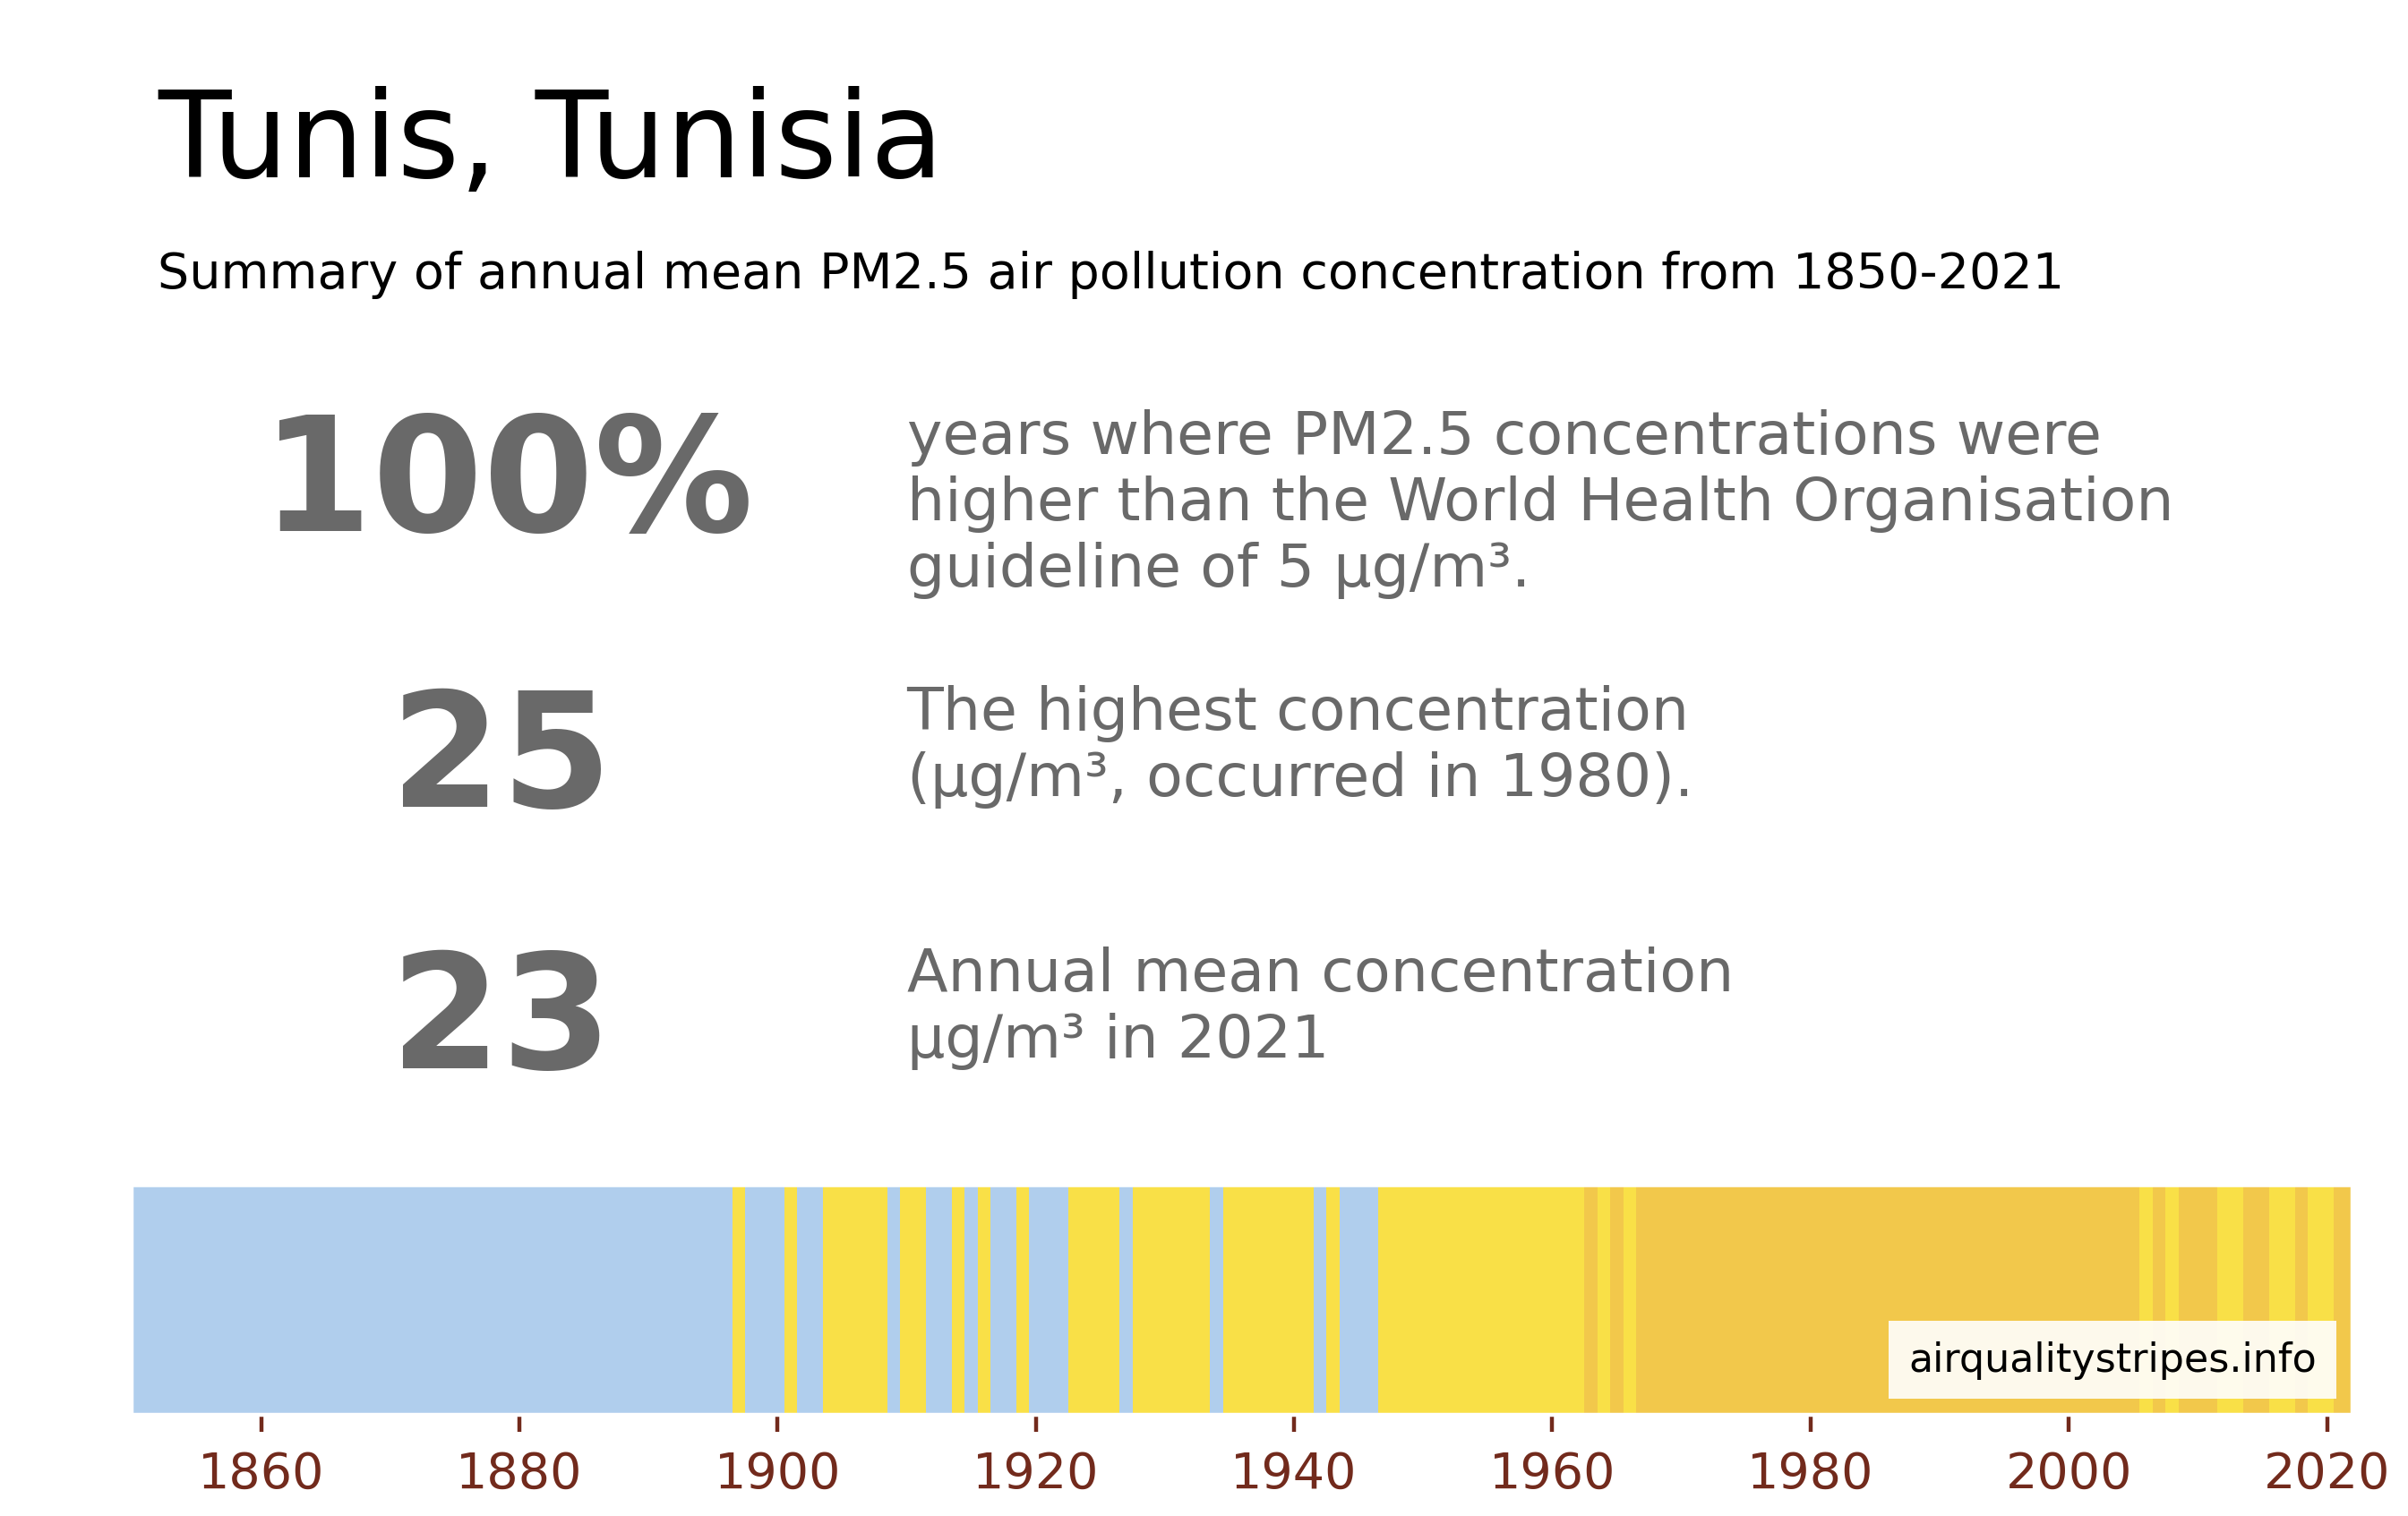 Tunis, Tunisia
Summary of annual mean PM2.5 air pollution concentration from 1850-2021
100%
years where PM2.5 concentrations were
higher than the World Health Organisation
guideline of 5 µg/m³.
25
The highest concentration
(µg/m³, occurred in 1980).
23
Annual mean concentration
µg/m³ in 2021
airqualitystripes.info
1860 1880 1900 1920 1940 1960 1980 2000 2020